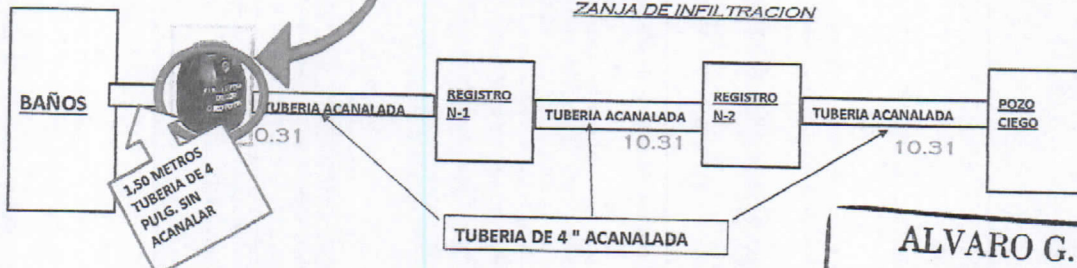 ZANJA DE INFILTRACION
BAÑOS
TUBERIA ACANALADA
0.31
REGISTRO
N-1
TUBERIA ACANALADA
10.31
REGISTRO
N-2
TUBERIA ACANALADA
10.31
POZO
CIEGO
1,50 METROS
TUBERIA DE 4
PULG. SIN
ACANALAR
TUBERIA DE 4 " ACANALADA
ALVARO G.